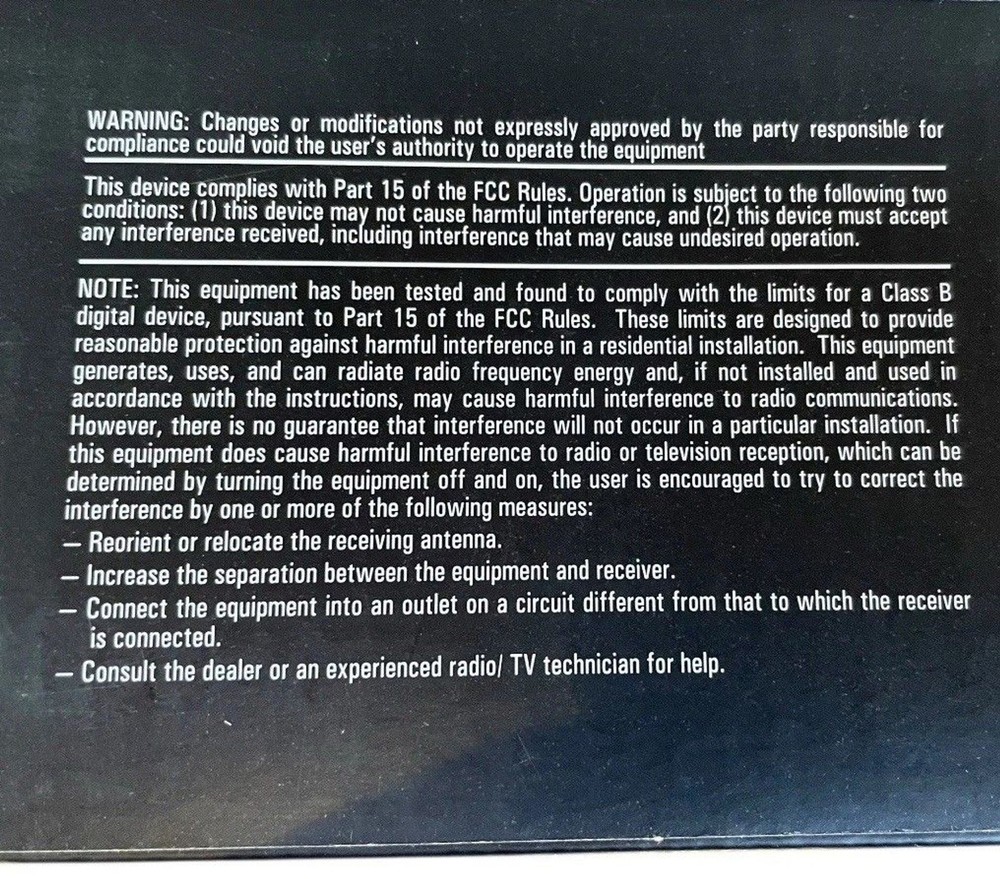 WARNING: Changes or modifications not expressly approved by the party responsible for
compliance could void the user's authority to operate the equipment
This device complies with Part 15 of the FCC Rules. Operation is subject to the following two
conditions: (1) this device may not cause harmful interference, and (2) this device must accept
any interference received, including interference that may cause undesired operation.
NOTE: This equipment has been tested and found to comply with the limits for a Class B
digital device, pursuant to Part 15 of the FCC Rules. These limits are designed to provide
reasonable protection against harmful interference in a residential installation. This equipment
generates, uses, and can radiate radio frequency energy and, if not installed and used in
accordance with the instructions, may cause harmful interference to radio communications.
However, there is no guarantee that interference will not occur in a particular installation. If
this equipment does cause harmful interference to radio or television reception, which can be
determined by turning the equipment off and on, the user is encouraged to try to correct the
interference by one or more of the following measures:
– Reorient or relocate the receiving antenna.
– Increase the separation between the equipment and receiver.
– Connect the equipment into an outlet on a circuit different from that to which the receiver
is connected.
– Consult the dealer or an experienced radio/ TV technician for help.